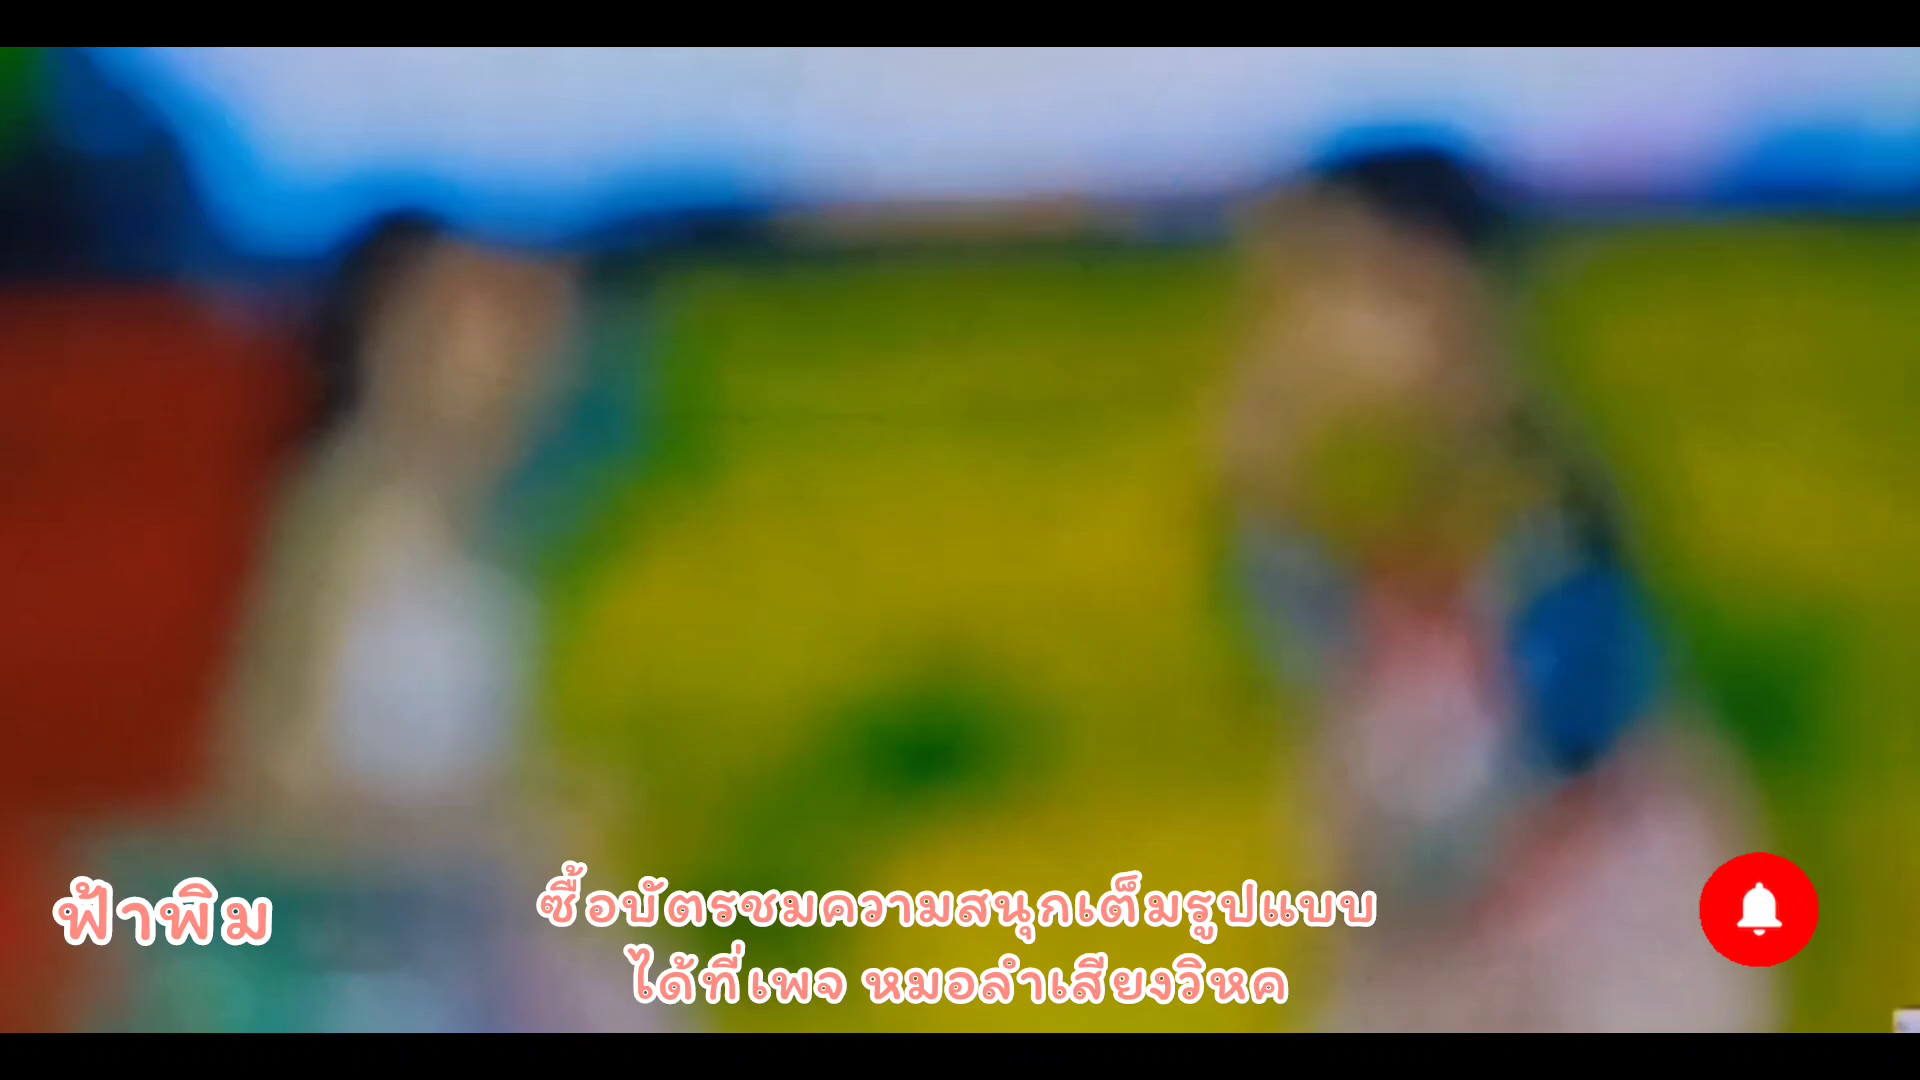 ฟ้าพิม
ซื้อบัตรชมความสนุกเต็มรูปแบบ
ได้ที่เพจ หมอลำเสียงวิหค